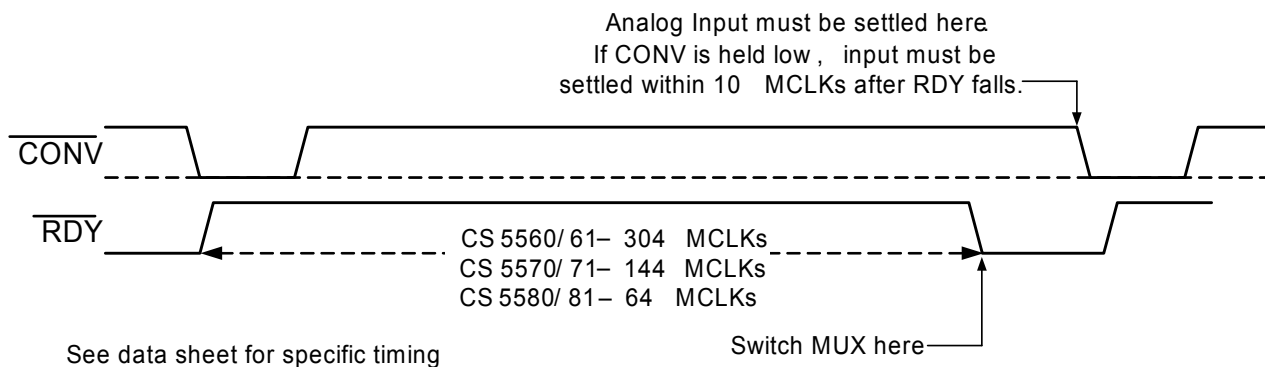 Analog Input must be settled here.
If CONV is held low , input must be
settled within 10 MCLKs after RDY falls.
CONV
RDY
CS 5560/ 61– 304 MCLKs
CS 5570/ 71– 144 MCLKs
CS 5580/ 81– 64 MCLKs
Switch MUX here
See data sheet for specific timing